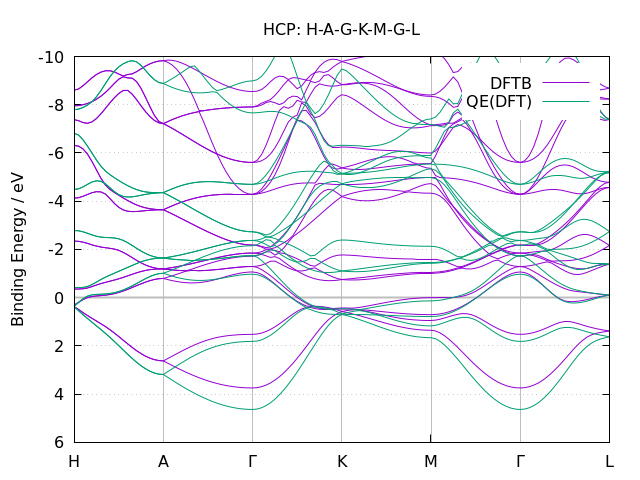 HCP: H-A-G-K-M-G-L
Binding Energy / eV
-10
-8
-6
-4
-2
0
2
4
6
DFTB
QE(DFT)
H A Γ K M Γ L